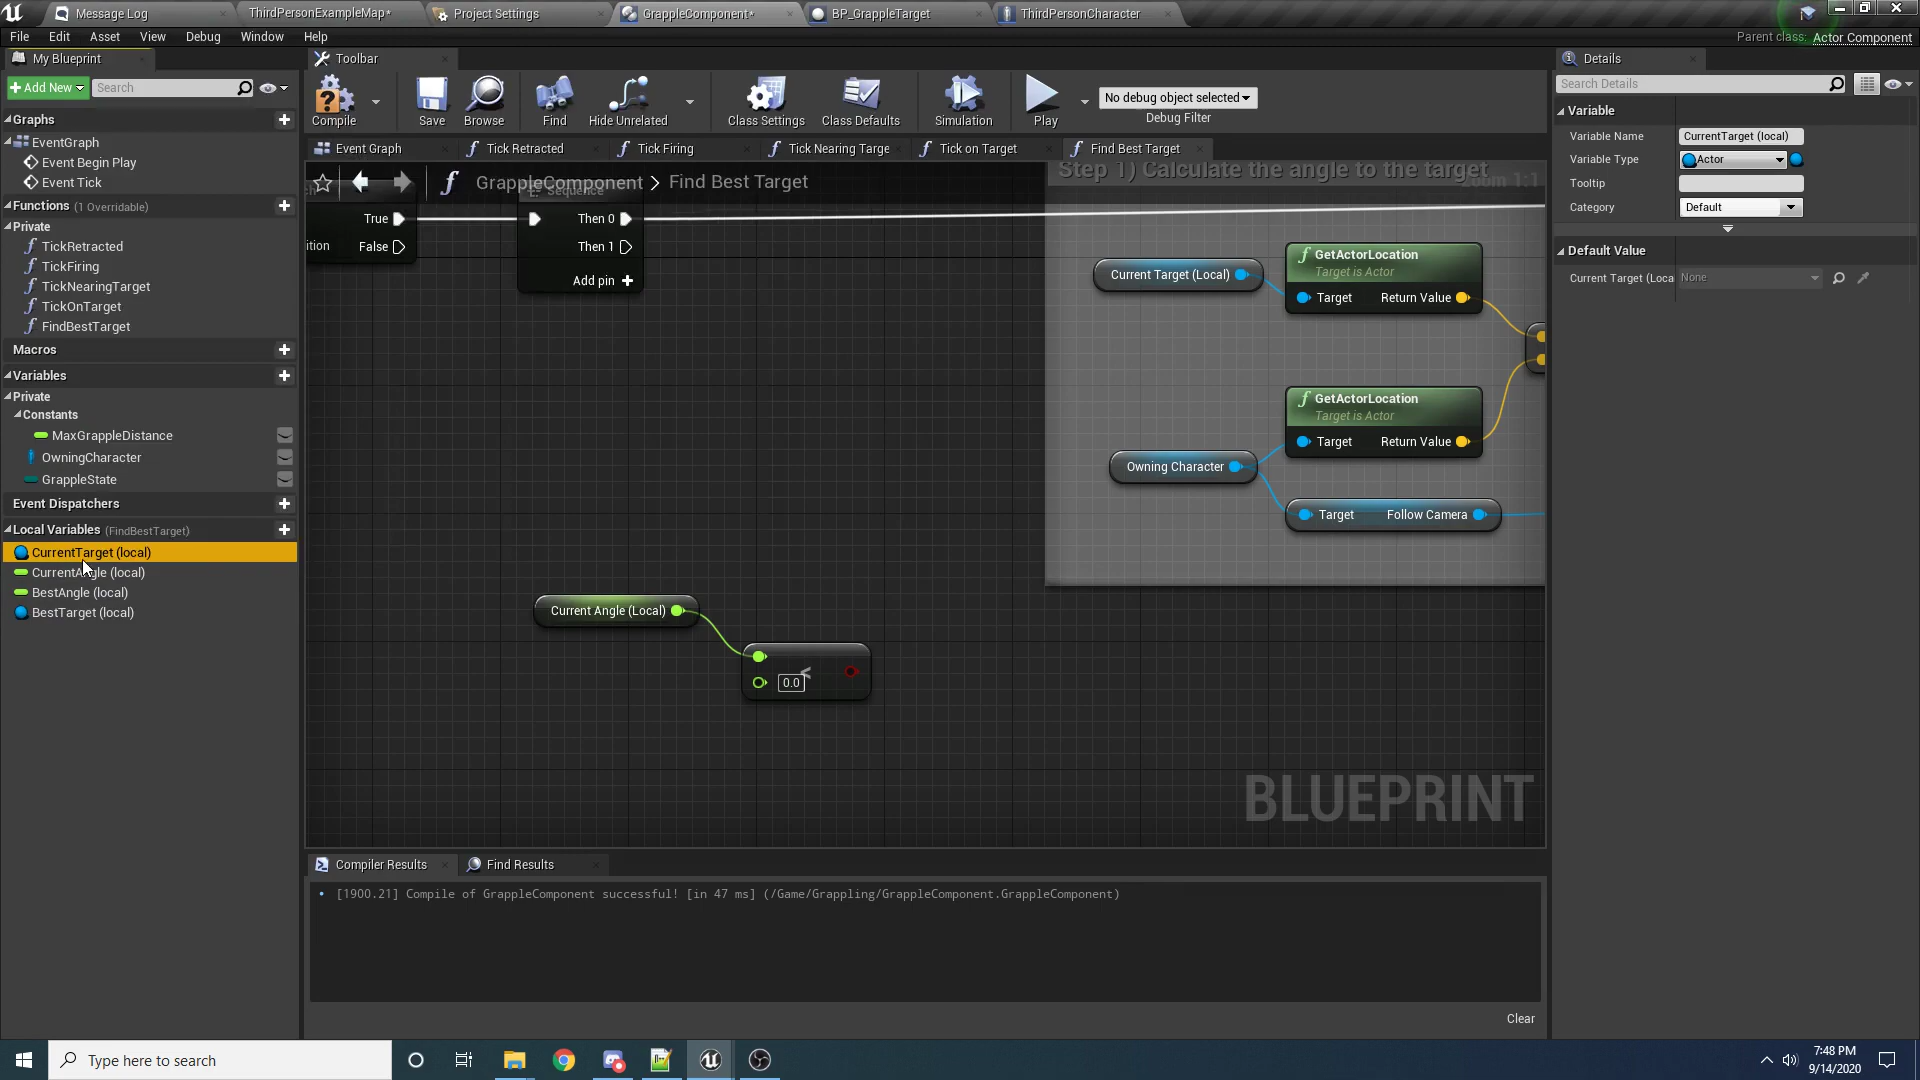 Message Log
ThirdPersonExampleMap*
Project Settings
GrappleComponent*
BP_GrappleTarget
ThirdPersonCharacter
File Edit Asset View Debug Window Help
Parent class: Actor Component
My Blueprint
Toolbar
Details
Add New
Search
Compile
Save
Browse
Find
Hide Unrelated
Class Settings
Class Defaults
Simulation
Play
No debug object selected
Debug Filter
Search Details
Graphs
EventGraph
Event Begin Play
Event Tick
Functions (1 Overridable)
Private
TickRetracted
TickFiring
TickNearingTarget
TickOnTarget
FindBestTarget
Macros
Variables
Private
Constants
MaxGrappleDistance
OwningCharacter
GrappleState
Event Dispatchers
Local Variables (FindBestTarget)
CurrentTarget (local)
CurrentAngle (local)
BestAngle (local)
BestTarget (local)
Event Graph
Tick Retracted
Tick Firing
Tick Nearing Targe
Tick on Target
Find Best Target
GrappleComponent > Find Best Target
Sequence
Step 1) Calculate the angle to the target
Zoom 1:1
True
False
ition
Then 0
Then 1
Add pin
Current Target (Local)
GetActorLocation
Target is Actor
Target Return Value
GetActorLocation
Target is Actor
Target Return Value
Owning Character
Target Follow Camera
Current Angle (Local)
0.0
<
BLUEPRINT
Variable
Variable Name CurrentTarget (local)
Variable Type Actor
Tooltip
Category Default
Default Value
Current Target (Loca None
Compiler Results
Find Results
[1900.21] Compile of GrappleComponent successful! [in 47 ms] (/Game/Grappling/GrappleComponent.GrappleComponent)
Clear
Type here to search
7:48 PM
9/14/2020